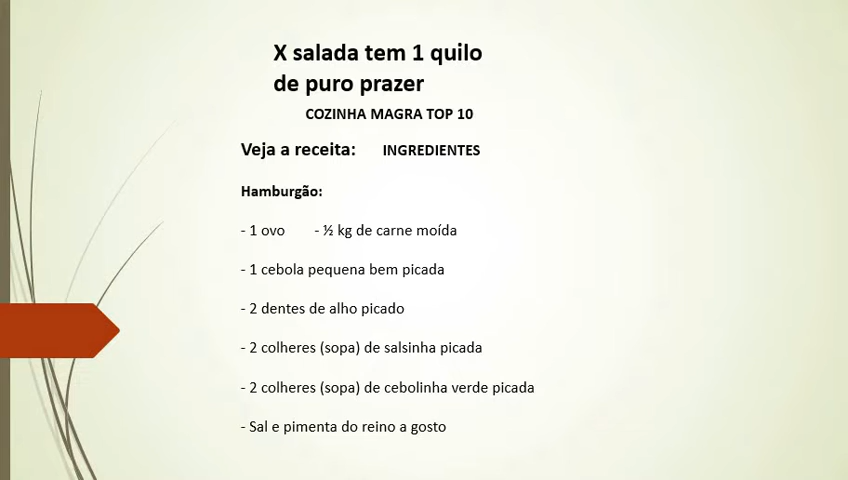 X salada tem 1 quilo
de puro prazer
COZINHA MAGRA TOP 10
Veja a receita: INGREDIENTES
Hamburgão:
- 1 ovo - ½ kg de carne moída
- 1 cebola pequena bem picada
- 2 dentes de alho picado
- 2 colheres (sopa) de salsinha picada
- 2 colheres (sopa) de cebolinha verde picada
- Sal e pimenta do reino a gosto